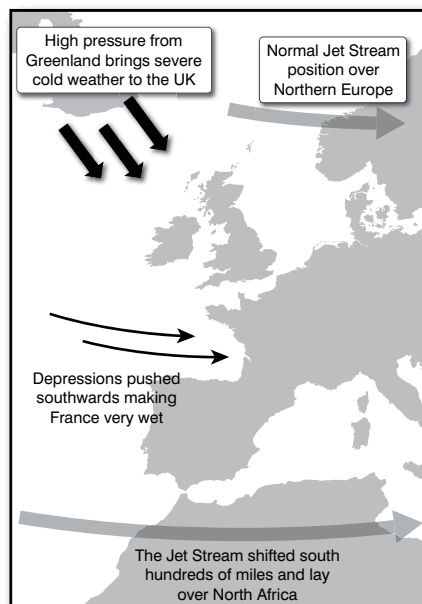 High pressure from
Greenland brings severe
cold weather to the UK
Normal Jet Stream
position over
Northern Europe
Depressions pushed
southwards making
France very wet
The Jet Stream shifted south
hundreds of miles and lay
over North Africa